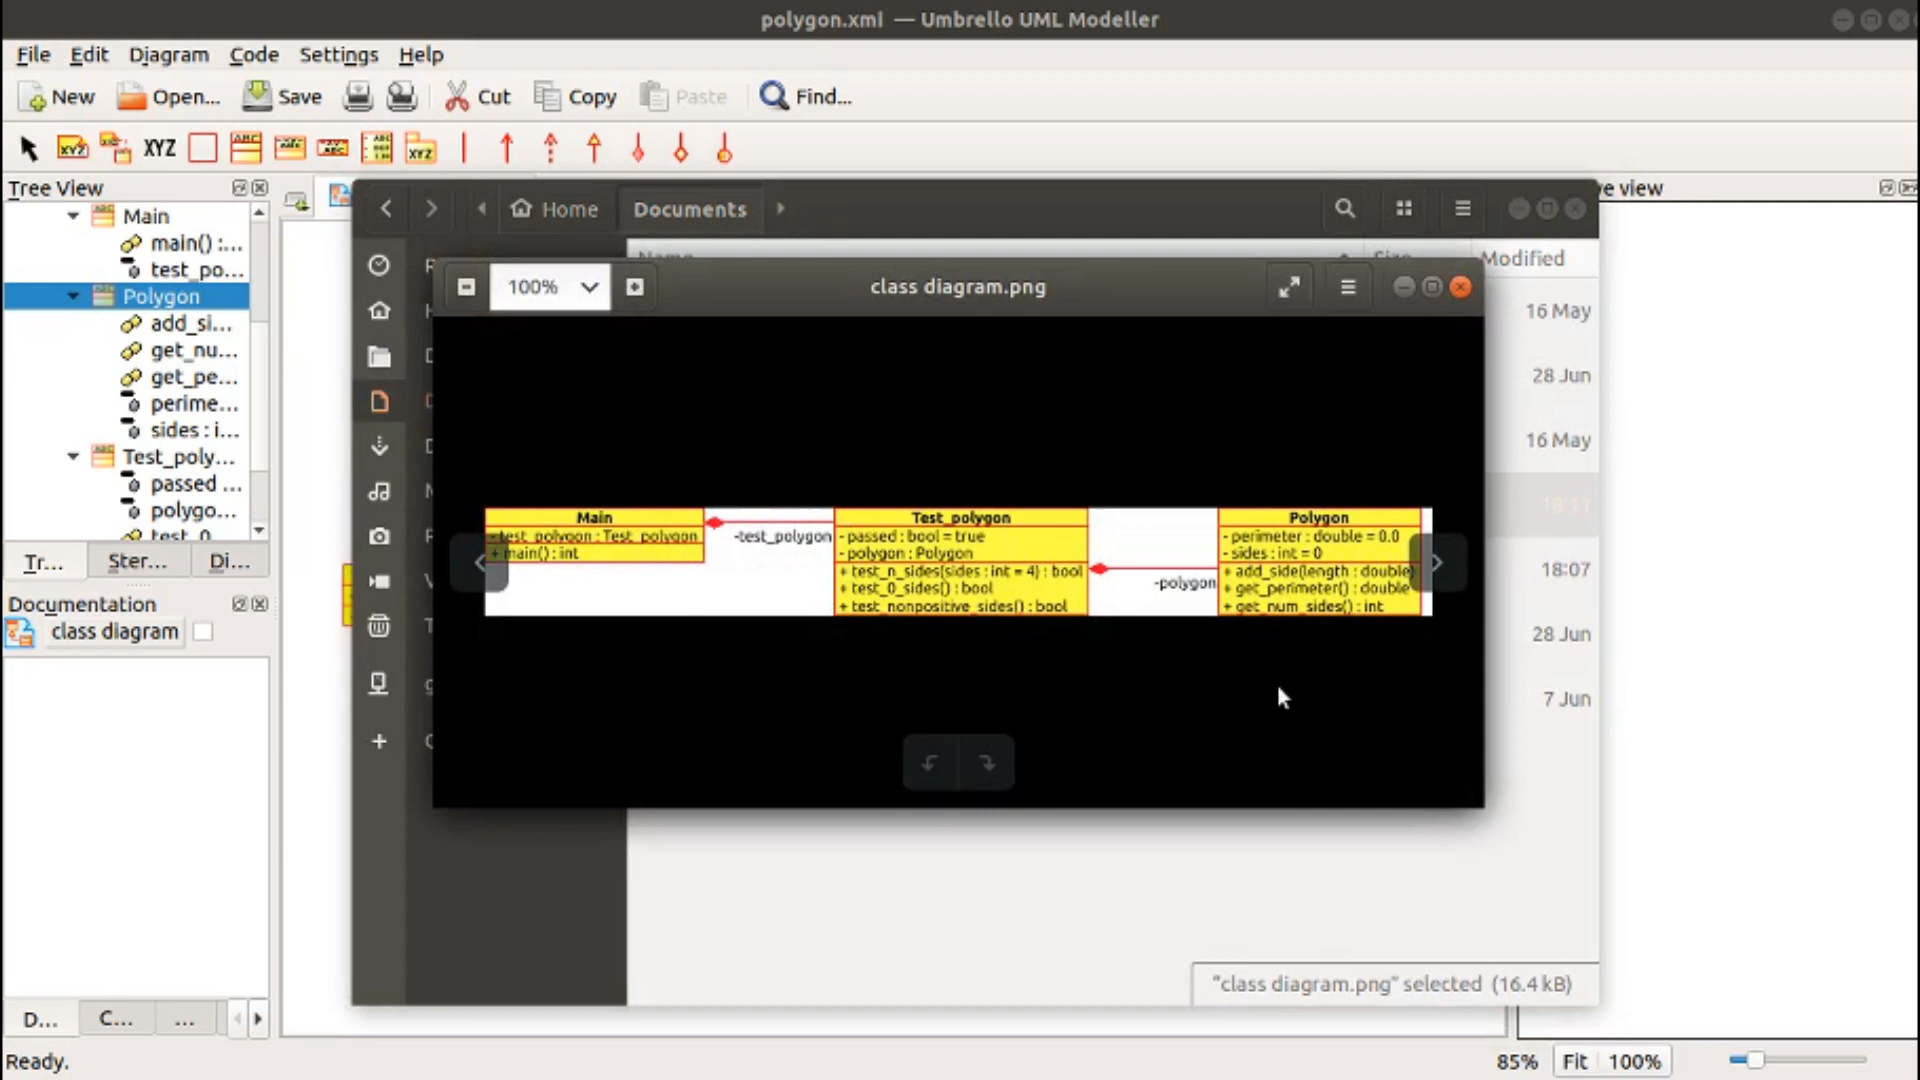 polygon.xmi — Umbrello UML Modeller
File Edit Diagram Code Settings Help
New Open... Save Cut Copy Paste Find...
XYZ
Tree View
Main
main() :...
test_po...
Polygon
add_si...
get_nu...
get_pe...
perime...
sides : i...
Test_poly...
passed ...
polygo...
test_0
Tr... Ster... Di...
Documentation
class diagram
D... C... ...
Ready.
Home Documents
Name Size Modified
16 May
28 Jun
16 May
18:11
18:07
28 Jun
7 Jun
100% class diagram.png
Main
- test_polygon : Test_polygon
+ main() : int
-test_polygon
Test_polygon
- passed : bool = true
- polygon : Polygon
+ test_n_sides(sides : int = 4) : bool
+ test_0_sides() : bool
+ test_nonpositive_sides() : bool
-polygon
Polygon
- perimeter : double = 0.0
- sides : int = 0
+ add_side(length : double)
+ get_perimeter() : double
+ get_num_sides() : int
"class diagram.png" selected (16.4 kB)
e view
85% Fit 100%